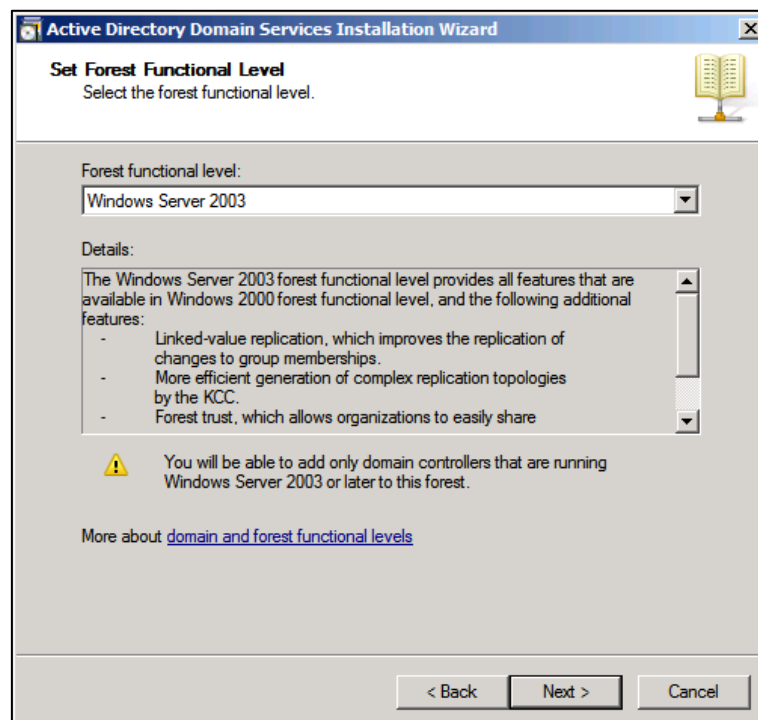 Active Directory Domain Services Installation Wizard
Set Forest Functional Level
Select the forest functional level.
Forest functional level:
Windows Server 2003
Details:
The Windows Server 2003 forest functional level provides all features that are
available in Windows 2000 forest functional level, and the following additional
features:
- Linked-value replication, which improves the replication of
changes to group memberships.
- More efficient generation of complex replication topologies
by the KCC.
- Forest trust, which allows organizations to easily share
You will be able to add only domain controllers that are running
Windows Server 2003 or later to this forest.
More about domain and forest functional levels
< Back Next > Cancel